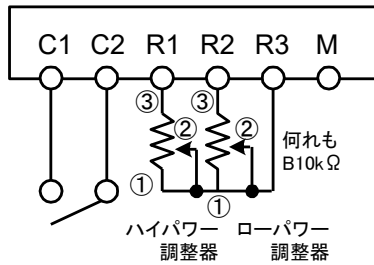 C1 C2 R1 R2 R3 M
③ ③
② ②
何れも
B10kΩ
① ①
ハイパワー ローパワー
調整器 調整器